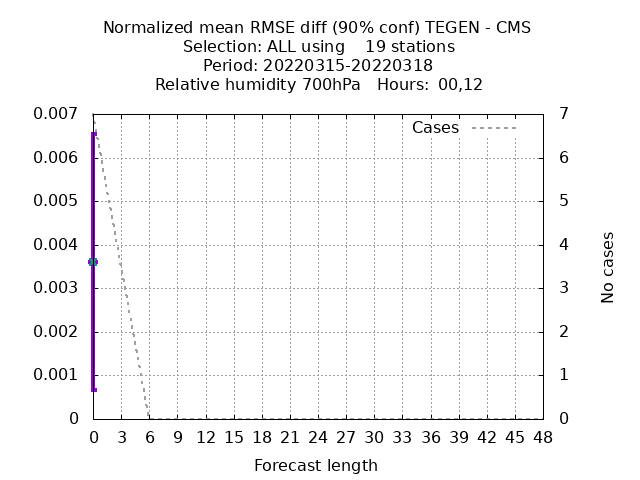 Normalized mean RMSE diff (90% conf) TEGEN - CMS
Selection: ALL using    19 stations
Period: 20220315-20220318
Relative humidity 700hPa   Hours:  00,12
Cases
0.007
0.006
0.005
0.004
0.003
0.002
0.001
0
7
6
5
4
3
2
1
0
No cases
0 3 6 9 12 15 18 21 24 27 30 33 36 39 42 45 48
Forecast length